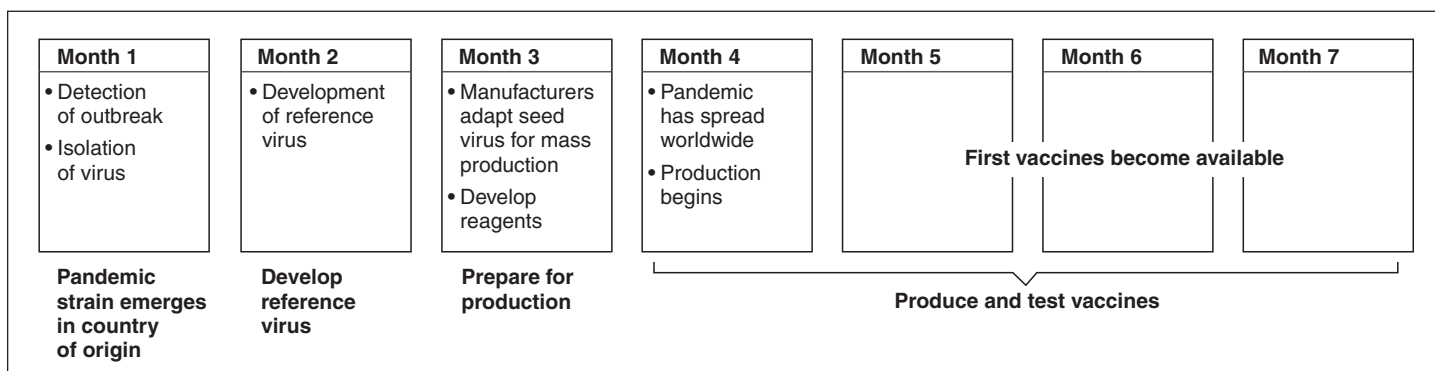 Month 1
• Detection
of outbreak
• Isolation
of virus
Month 2
• Development
of reference
virus
Month 3
• Manufacturers
adapt seed
virus for mass
production
• Develop
reagents
Month 4
• Pandemic
has spread
worldwide
• Production
begins
Month 5
Month 6
Month 7
First vaccines become available
Pandemic
strain emerges
in country
of origin
Develop
reference
virus
Prepare for
production
Produce and test vaccines